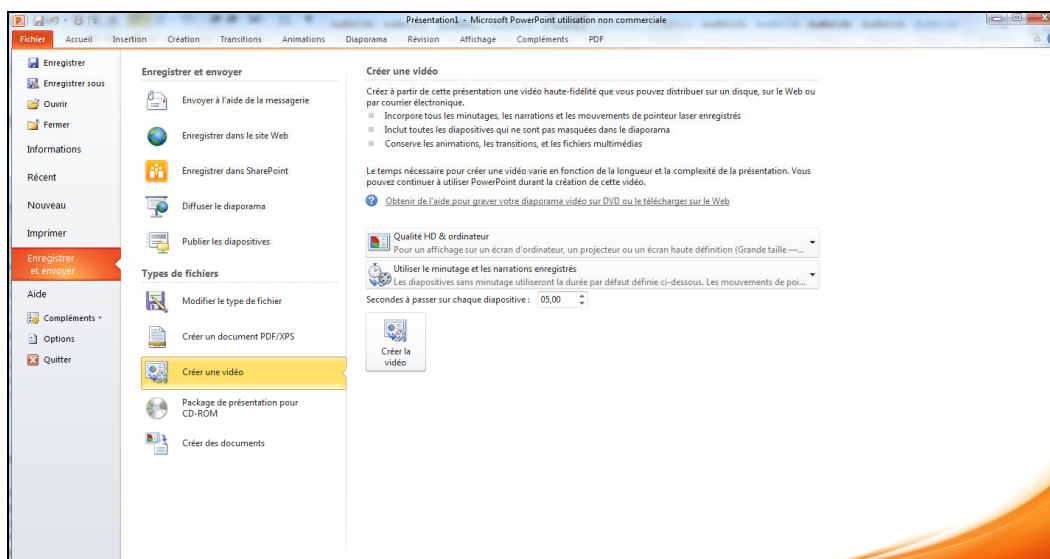 Présentation1 - Microsoft PowerPoint utilisation non commerciale
Fichier Accueil Insertion Création Transitions Animations Diaporama Révision Affichage Compléments PDF
Enregistrer
Enregistrer sous
Ouvrir
Fermer
Informations
Récent
Nouveau
Imprimer
Enregistrer
et envoyer
Aide
Compléments
Options
Quitter
Enregistrer et envoyer
Envoyer à l'aide de la messagerie
Enregistrer dans le site Web
Enregistrer dans SharePoint
Diffuser le diaporama
Publier les diapositives
Types de fichiers
Modifier le type de fichier
Créer un document PDF/XPS
Créer une vidéo
Package de présentation pour
CD-ROM
Créer des documents
Créer une vidéo
Créez à partir de cette présentation une vidéo haute-fidélité que vous pouvez distribuer sur un disque, sur le Web ou
par courrier électronique.
Incorpore tous les minutages, les narrations et les mouvements de pointeur laser enregistrés
Inclut toutes les diapositives qui ne sont pas masquées dans le diaporama
Conserve les animations, les transitions, et les fichiers multimédias
Le temps nécessaire pour créer une vidéo varie en fonction de la longueur et la complexité de la présentation. Vous
pouvez continuer à utiliser PowerPoint durant la création de cette vidéo.
Obtenir de l'aide pour graver votre diaporama vidéo sur DVD ou le télécharger sur le Web
Qualité HD & ordinateur
Pour un affichage sur un écran d'ordinateur, un projecteur ou un écran haute définition (Grande taille —...
Utiliser le minutage et les narrations enregistrés
Les diapositives sans minutage utiliseront la durée par défaut définie ci-dessous. Les mouvements de poi...
Secondes à passer sur chaque diapositive : 05,00
Créer la
vidéo